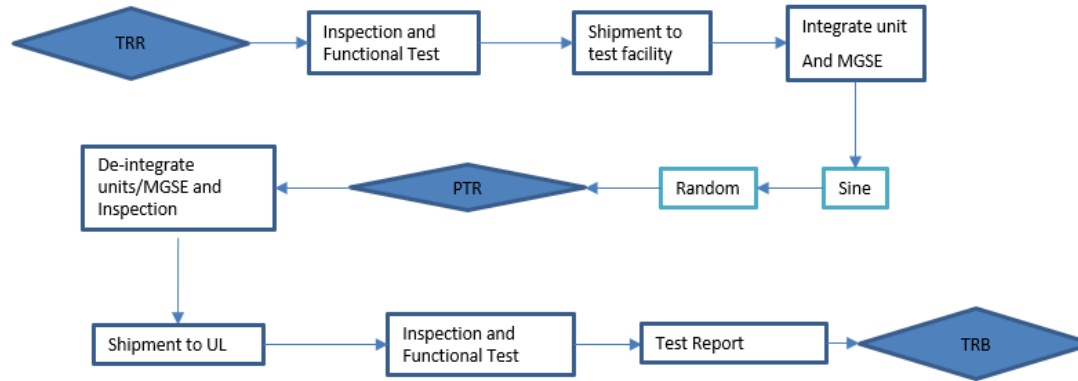 TRR
Inspection and
Functional Test
Shipment to
test facility
Integrate unit
And MGSE
Sine
Random
PTR
De-integrate
units/MGSE and
Inspection
Shipment to UL
Inspection and
Functional Test
Test Report
TRB